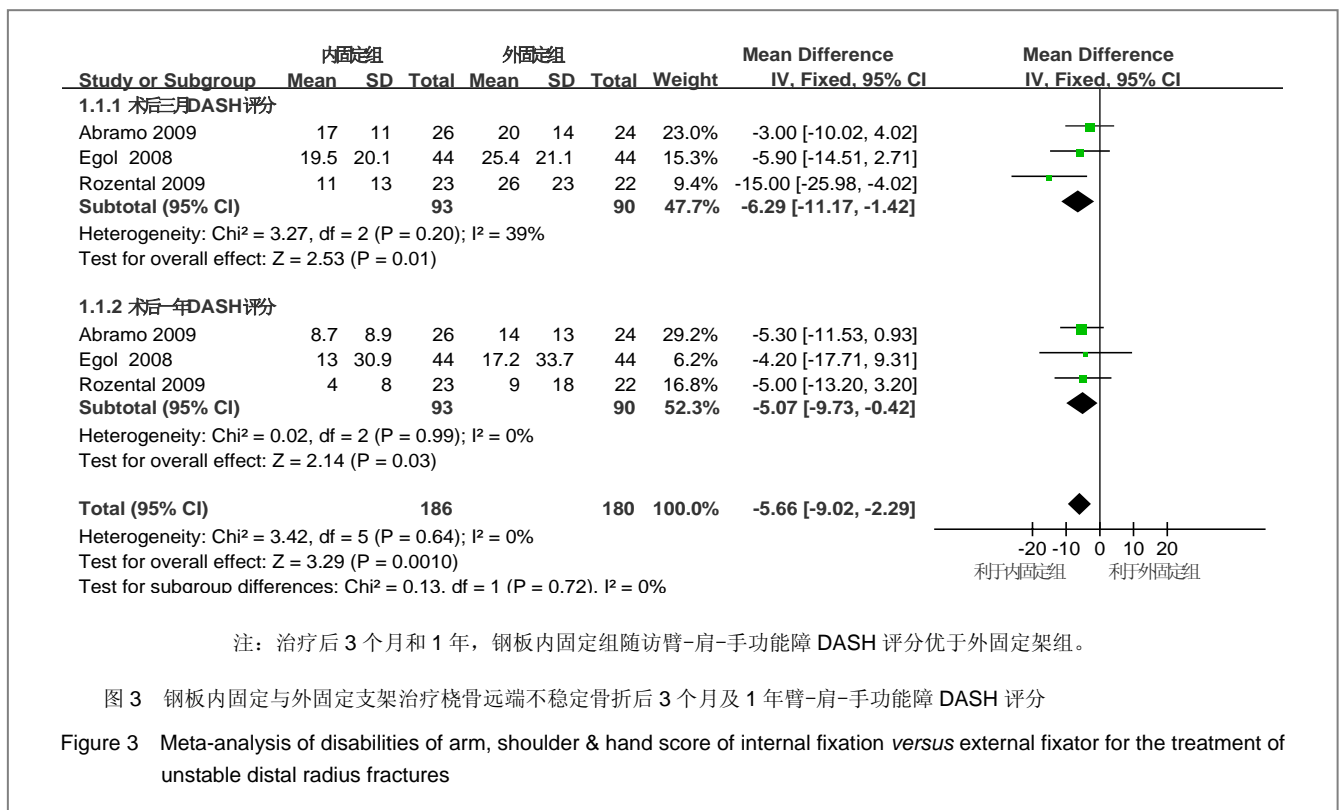 内固定组 外固定组 Mean Difference Mean Difference
Study or Subgroup Mean SD Total Mean SD Total Weight IV, Fixed, 95% CI IV, Fixed, 95% CI
1.1.1 术后三月DASH评分
Abramo 2009 17 11 26 20 14 24 23.0% -3.00 [-10.02, 4.02]
Egol 2008 19.5 20.1 44 25.4 21.1 44 15.3% -5.90 [-14.51, 2.71]
Rozental 2009 11 13 23 26 23 22 9.4% -15.00 [-25.98, -4.02]
Subtotal (95% CI) 93 90 47.7% -6.29 [-11.17, -1.42]
Heterogeneity: Chi² = 3.27, df = 2 (P = 0.20); I² = 39%
Test for overall effect: Z = 2.53 (P = 0.01)
1.1.2 术后一年DASH评分
Abramo 2009 8.7 8.9 26 14 13 24 29.2% -5.30 [-11.53, 0.93]
Egol 2008 13 30.9 44 17.2 33.7 44 6.2% -4.20 [-17.71, 9.31]
Rozental 2009 4 8 23 9 18 22 16.8% -5.00 [-13.20, 3.20]
Subtotal (95% CI) 93 90 52.3% -5.07 [-9.73, -0.42]
Heterogeneity: Chi² = 0.02, df = 2 (P = 0.99); I² = 0%
Test for overall effect: Z = 2.14 (P = 0.03)
Total (95% CI) 186 180 100.0% -5.66 [-9.02, -2.29]
Heterogeneity: Chi² = 3.42, df = 5 (P = 0.64); I² = 0%
Test for overall effect: Z = 3.29 (P = 0.0010)
Test for subgroup differences: Chi² = 0.13, df = 1 (P = 0.72), I² = 0%
-20 -10 0 10 20
利于内固定组 利于外固定组
注：治疗后 3 个月和 1 年，钢板内固定组随访臂-肩-手功能障 DASH 评分优于外固定架组。
图 3 钢板内固定与外固定支架治疗桡骨远端不稳定骨折后 3 个月及 1 年臂-肩-手功能障 DASH 评分
Figure 3 Meta-analysis of disabilities of arm, shoulder & hand score of internal fixation versus external fixator for the treatment of
unstable distal radius fractures